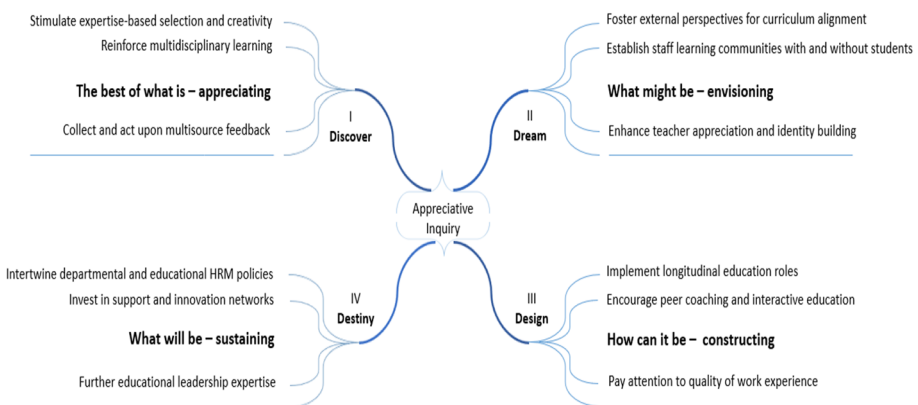 Stimulate expertise-based selection and creativity
Reinforce multidisciplinary learning
The best of what is – appreciating
Collect and act upon multisource feedback
I
Discover
Foster external perspectives for curriculum alignment
Establish staff learning communities with and without students
What might be – envisioning
Enhance teacher appreciation and identity building
II
Dream
Appreciative
Inquiry
Intertwine departmental and educational HRM policies
Invest in support and innovation networks
What will be – sustaining
Further educational leadership expertise
IV
Destiny
Implement longitudinal education roles
Encourage peer coaching and interactive education
How can it be – constructing
Pay attention to quality of work experience
III
Design